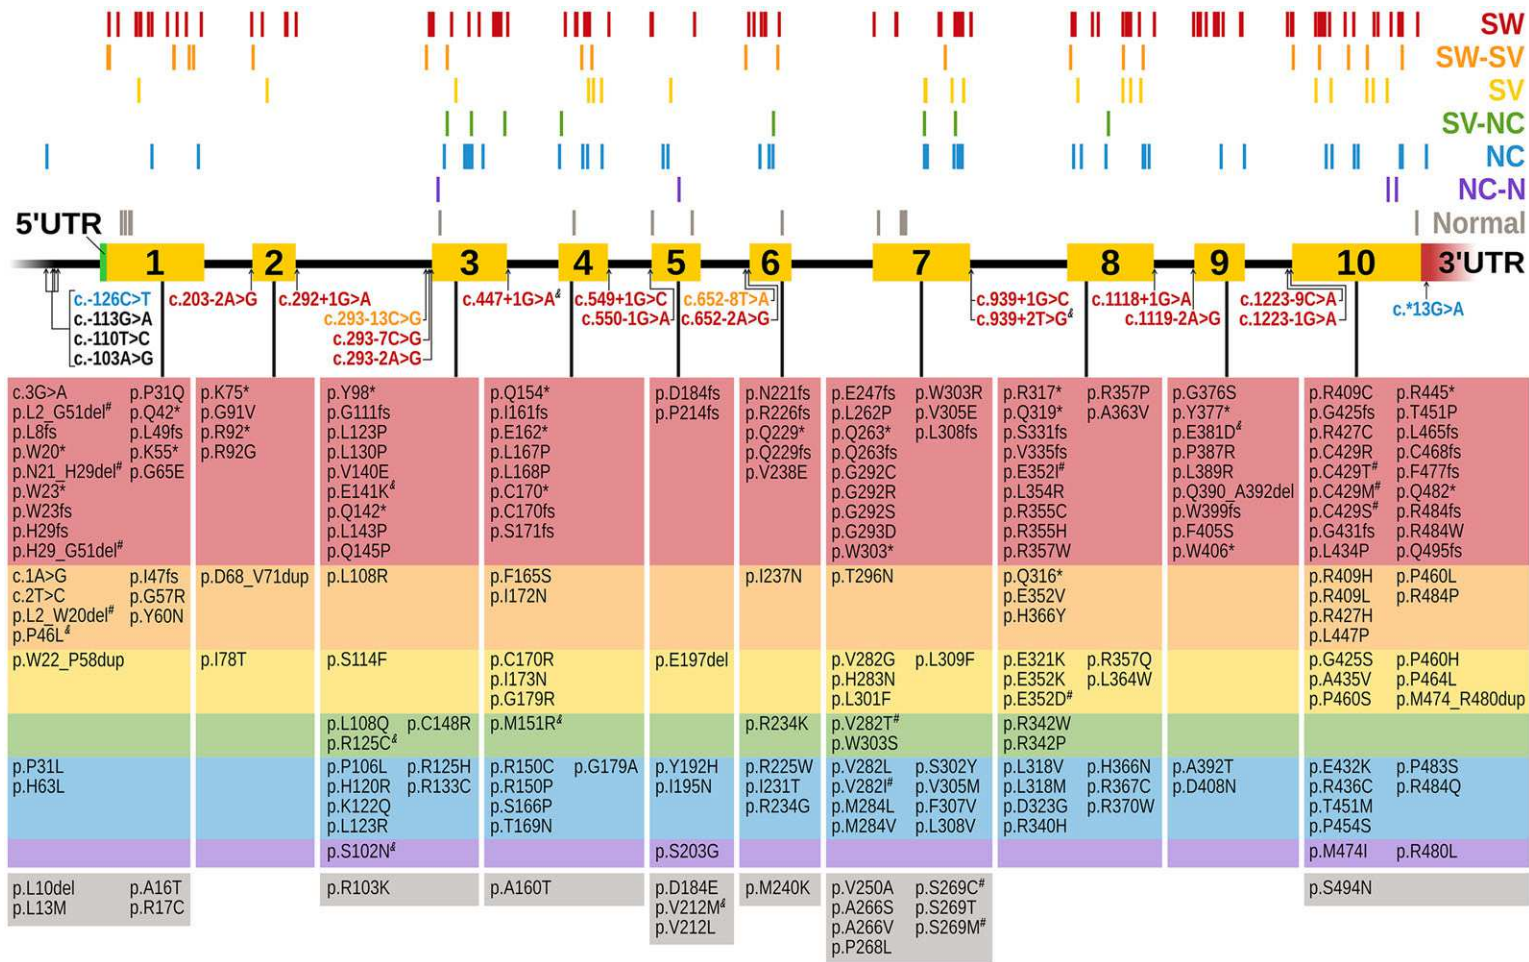 SW
SW-SV
SV
SV-NC
NC
NC-N
Normal
5'UTR
1 2 3 4 5 6 7 8 9 10 3'UTR
c.-126C>T
c.-113G>A
c.-110T>C
c.-103A>G
c.203-2A>G
c.292+1G>A
c.293-13C>G
c.293-7C>G
c.293-2A>G
c.447+1G>A&
c.549+1G>C
c.550-1G>A
c.652-8T>A
c.652-2A>G
c.939+1G>C
c.939+2T>G&
c.1118+1G>A
c.1119-2A>G
c.1223-9C>A
c.1223-1G>A
c.*13G>A
c.3G>A p.P31Q
p.L2_G51del# p.Q42*
p.L8fs p.L49fs
p.W20* p.K55*
p.N21_H29del# p.G65E
p.W23*
p.W23fs
p.H29fs
p.H29_G51del#
c.1A>G p.I47fs
c.2T>C p.G57R
p.L2_W20del# p.Y60N
p.P46L&
p.W22_P58dup
p.P31L
p.H63L
p.L10del p.A16T
p.L13M p.R17C
p.K75*
p.G91V
p.R92*
p.R92G
p.D68_V71dup
p.I78T
p.Y98*
p.G111fs
p.L123P
p.L130P
p.V140E
p.E141K&
p.Q142*
p.L143P
p.Q145P
p.L108R
p.S114F
p.L108Q p.C148R
p.R125C&
p.P106L p.R125H
p.H120R p.R133C
p.K122Q
p.L123R
p.S102N&
p.R103K
p.Q154*
p.I161fs
p.E162*
p.L167P
p.L168P
p.C170*
p.C170fs
p.S171fs
p.F165S
p.I172N
p.C170R
p.I173N
p.G179R
p.M151R&
p.R150C p.G179A
p.R150P
p.S166P
p.T169N
p.A160T
p.D184fs
p.P214fs
p.E197del
p.Y192H
p.I195N
p.S203G
p.D184E
p.V212M&
p.V212L
p.N221fs
p.R226fs
p.Q229*
p.Q229fs
p.V238E
p.I237N
p.R234K
p.R225W
p.I231T
p.R234G
p.M240K
p.E247fs p.W303R
p.L262P p.V305E
p.Q263* p.L308fs
p.Q263fs
p.G292C
p.G292R
p.G292S
p.G293D
p.W303*
p.T296N
p.V282G p.L309F
p.H283N
p.L301F
p.V282T#
p.W303S
p.V282L p.S302Y
p.V282I# p.V305M
p.M284L p.F307V
p.M284V p.L308V
p.V250A p.S269C#
p.A266S p.S269T
p.A266V p.S269M#
p.P268L
p.R317* p.R357P
p.Q319* p.A363V
p.S331fs
p.V335fs
p.E352I#
p.L354R
p.R355C
p.R355H
p.R357W
p.Q316*
p.E352V
p.H366Y
p.E321K p.R357Q
p.E352K p.L364W
p.E352D#
p.R342W
p.R342P
p.L318V p.H366N
p.L318M p.R367C
p.D323G p.R370W
p.R340H
p.G376S
p.Y377*
p.E381D&
p.P387R
p.L389R
p.Q390_A392del
p.W399fs
p.F405S
p.W406*
p.A392T
p.D408N
p.R409C p.R445*
p.G425fs p.T451P
p.R427C p.L465fs
p.C429R p.C468fs
p.C429T# p.F477fs
p.C429M# p.Q482*
p.C429S# p.R484fs
p.G431fs p.R484W
p.L434P p.Q495fs
p.R409H p.P460L
p.R409L p.R484P
p.R427H
p.L447P
p.G425S p.P460H
p.A435V p.P464L
p.P460S p.M474_R480dup
p.E432K p.P483S
p.R436C p.R484Q
p.T451M
p.P454S
p.M474I p.R480L
p.S494N